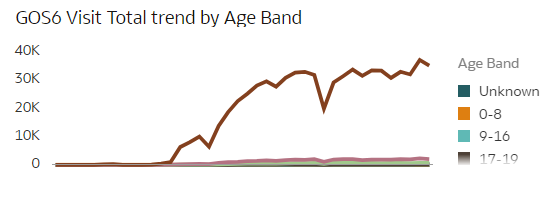 GOS6 Visit Total trend by Age Band
40K
30K
20K
10K
0
Age Band
Unknown
0-8
9-16
17-19